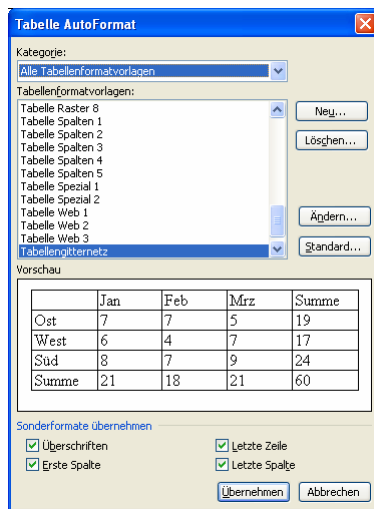 Tabelle AutoFormat
Kategorie:
Alle Tabellenformatvorlagen
Tabellenformatvorlagen:
Tabelle Raster 8
Tabelle Spalten 1
Tabelle Spalten 2
Tabelle Spalten 3
Tabelle Spalten 4
Tabelle Spalten 5
Tabelle Spezial 1
Tabelle Spezial 2
Tabelle Web 1
Tabelle Web 2
Tabelle Web 3
Tabellengitternetz
Neu...
Löschen...
Ändern...
Standard...
Vorschau
Jan Feb Mrz Summe
Ost 7 7 5 19
West 6 4 7 17
Süd 8 7 9 24
Summe 21 18 21 60
Sonderformate übernehmen
Überschriften Letzte Zeile
Erste Spalte Letzte Spalte
Übernehmen Abbrechen